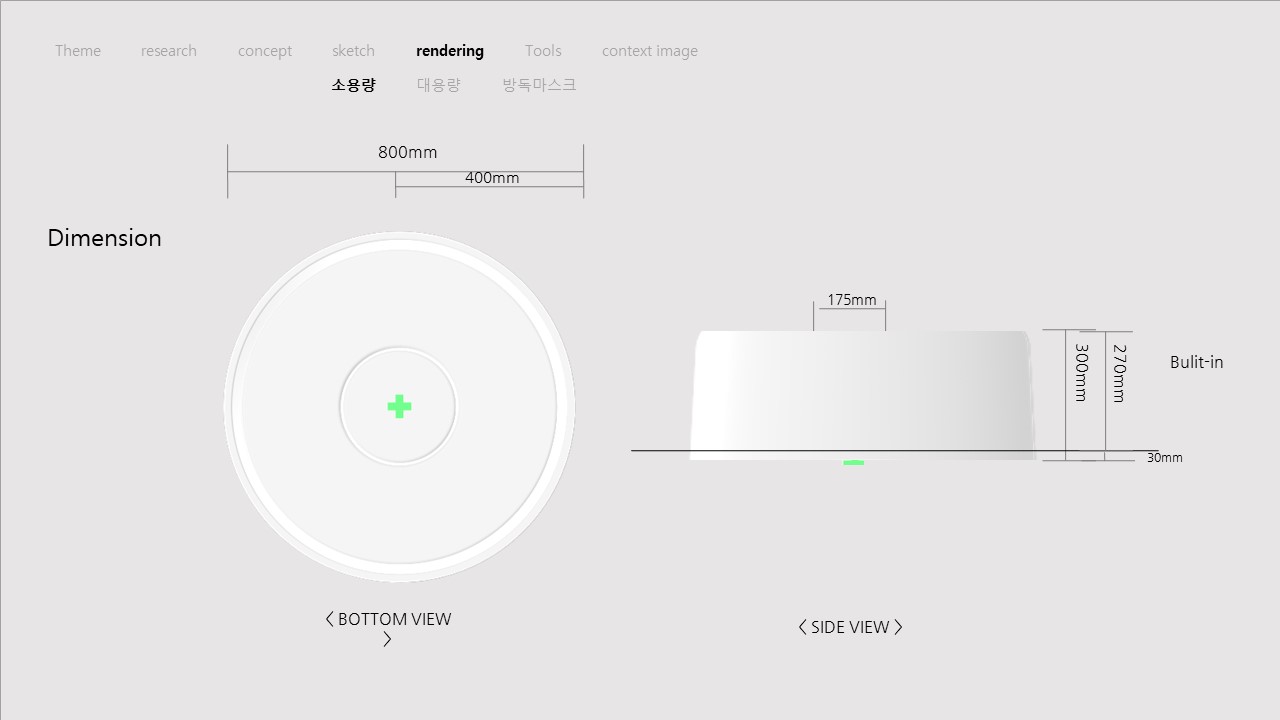 Theme research concept sketch rendering Tools context image
소용량 대용량 방독마스크
800mm
400mm
Dimension
175mm
300mm
270mm
Bulit-in
30mm
〈 BOTTOM VIEW
〉
〈 SIDE VIEW 〉